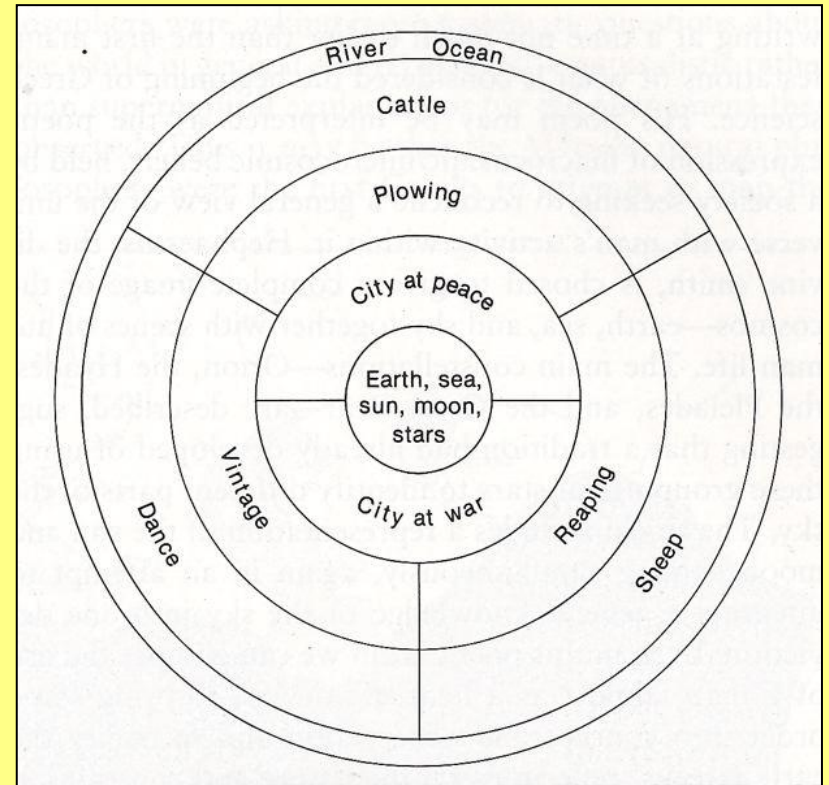 River Ocean
Cattle
Plowing
City at peace
Earth, sea,
sun, moon,
stars
City at war
Vintage
Reaping
Dance
Sheep